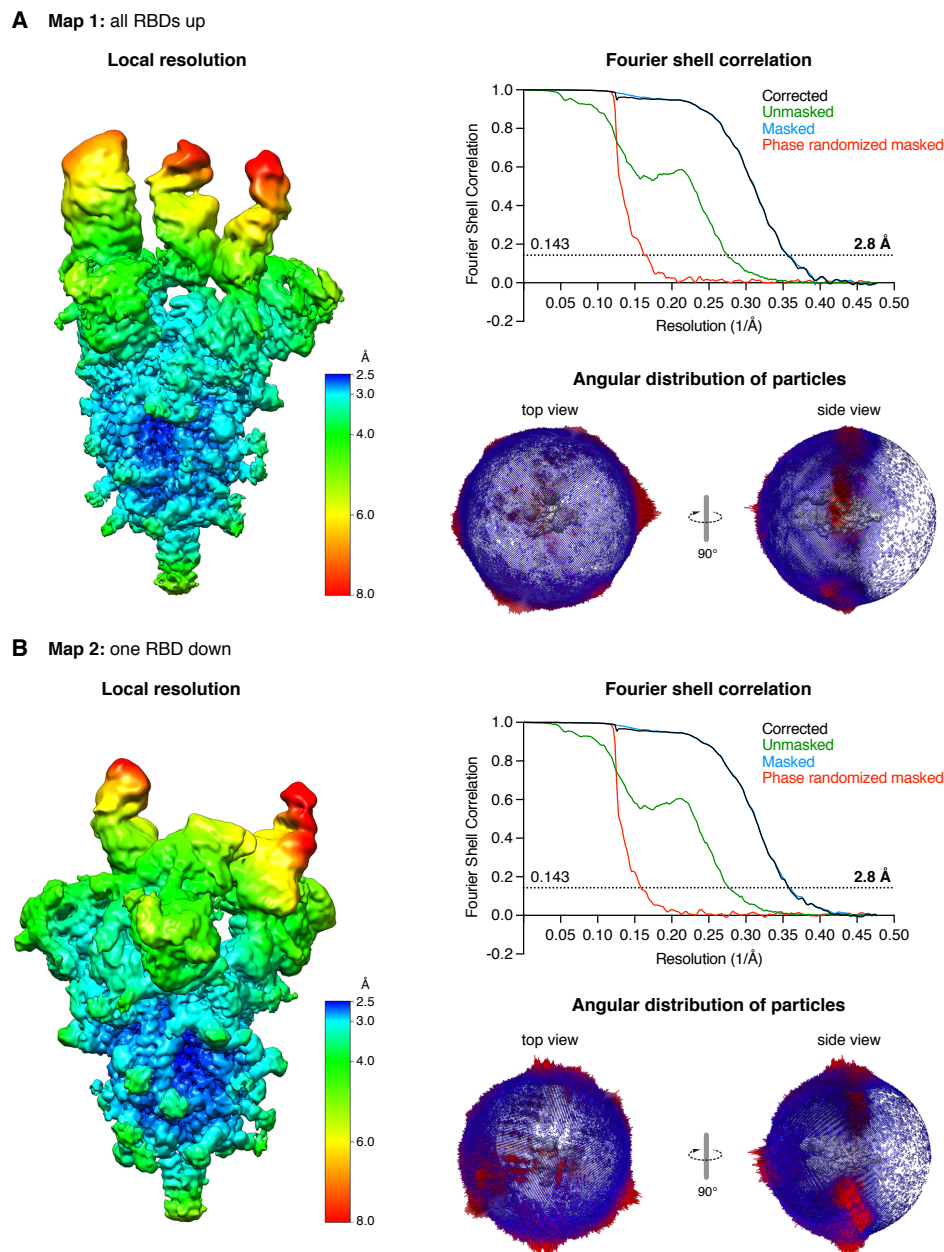 A Map 1: all RBDs up
Local resolution
Å
2.5
3.0
4.0
6.0
8.0
Fourier shell correlation
Fourier Shell Correlation
1.0
0.8
0.6
0.4
0.2
0.0
-0.2
Corrected
Unmasked
Masked
Phase randomized masked
0.143
2.8 Å
0.05 0.10 0.15 0.20 0.25 0.30 0.35 0.40 0.45 0.50
Resolution (1/Å)
Angular distribution of particles
top view
side view
90°
B Map 2: one RBD down
Local resolution
Å
2.5
3.0
4.0
6.0
8.0
Fourier shell correlation
Fourier Shell Correlation
1.0
0.8
0.6
0.4
0.2
0.0
-0.2
Corrected
Unmasked
Masked
Phase randomized masked
0.143
2.8 Å
0.05 0.10 0.15 0.20 0.25 0.30 0.35 0.40 0.45 0.50
Resolution (1/Å)
Angular distribution of particles
top view
side view
90°